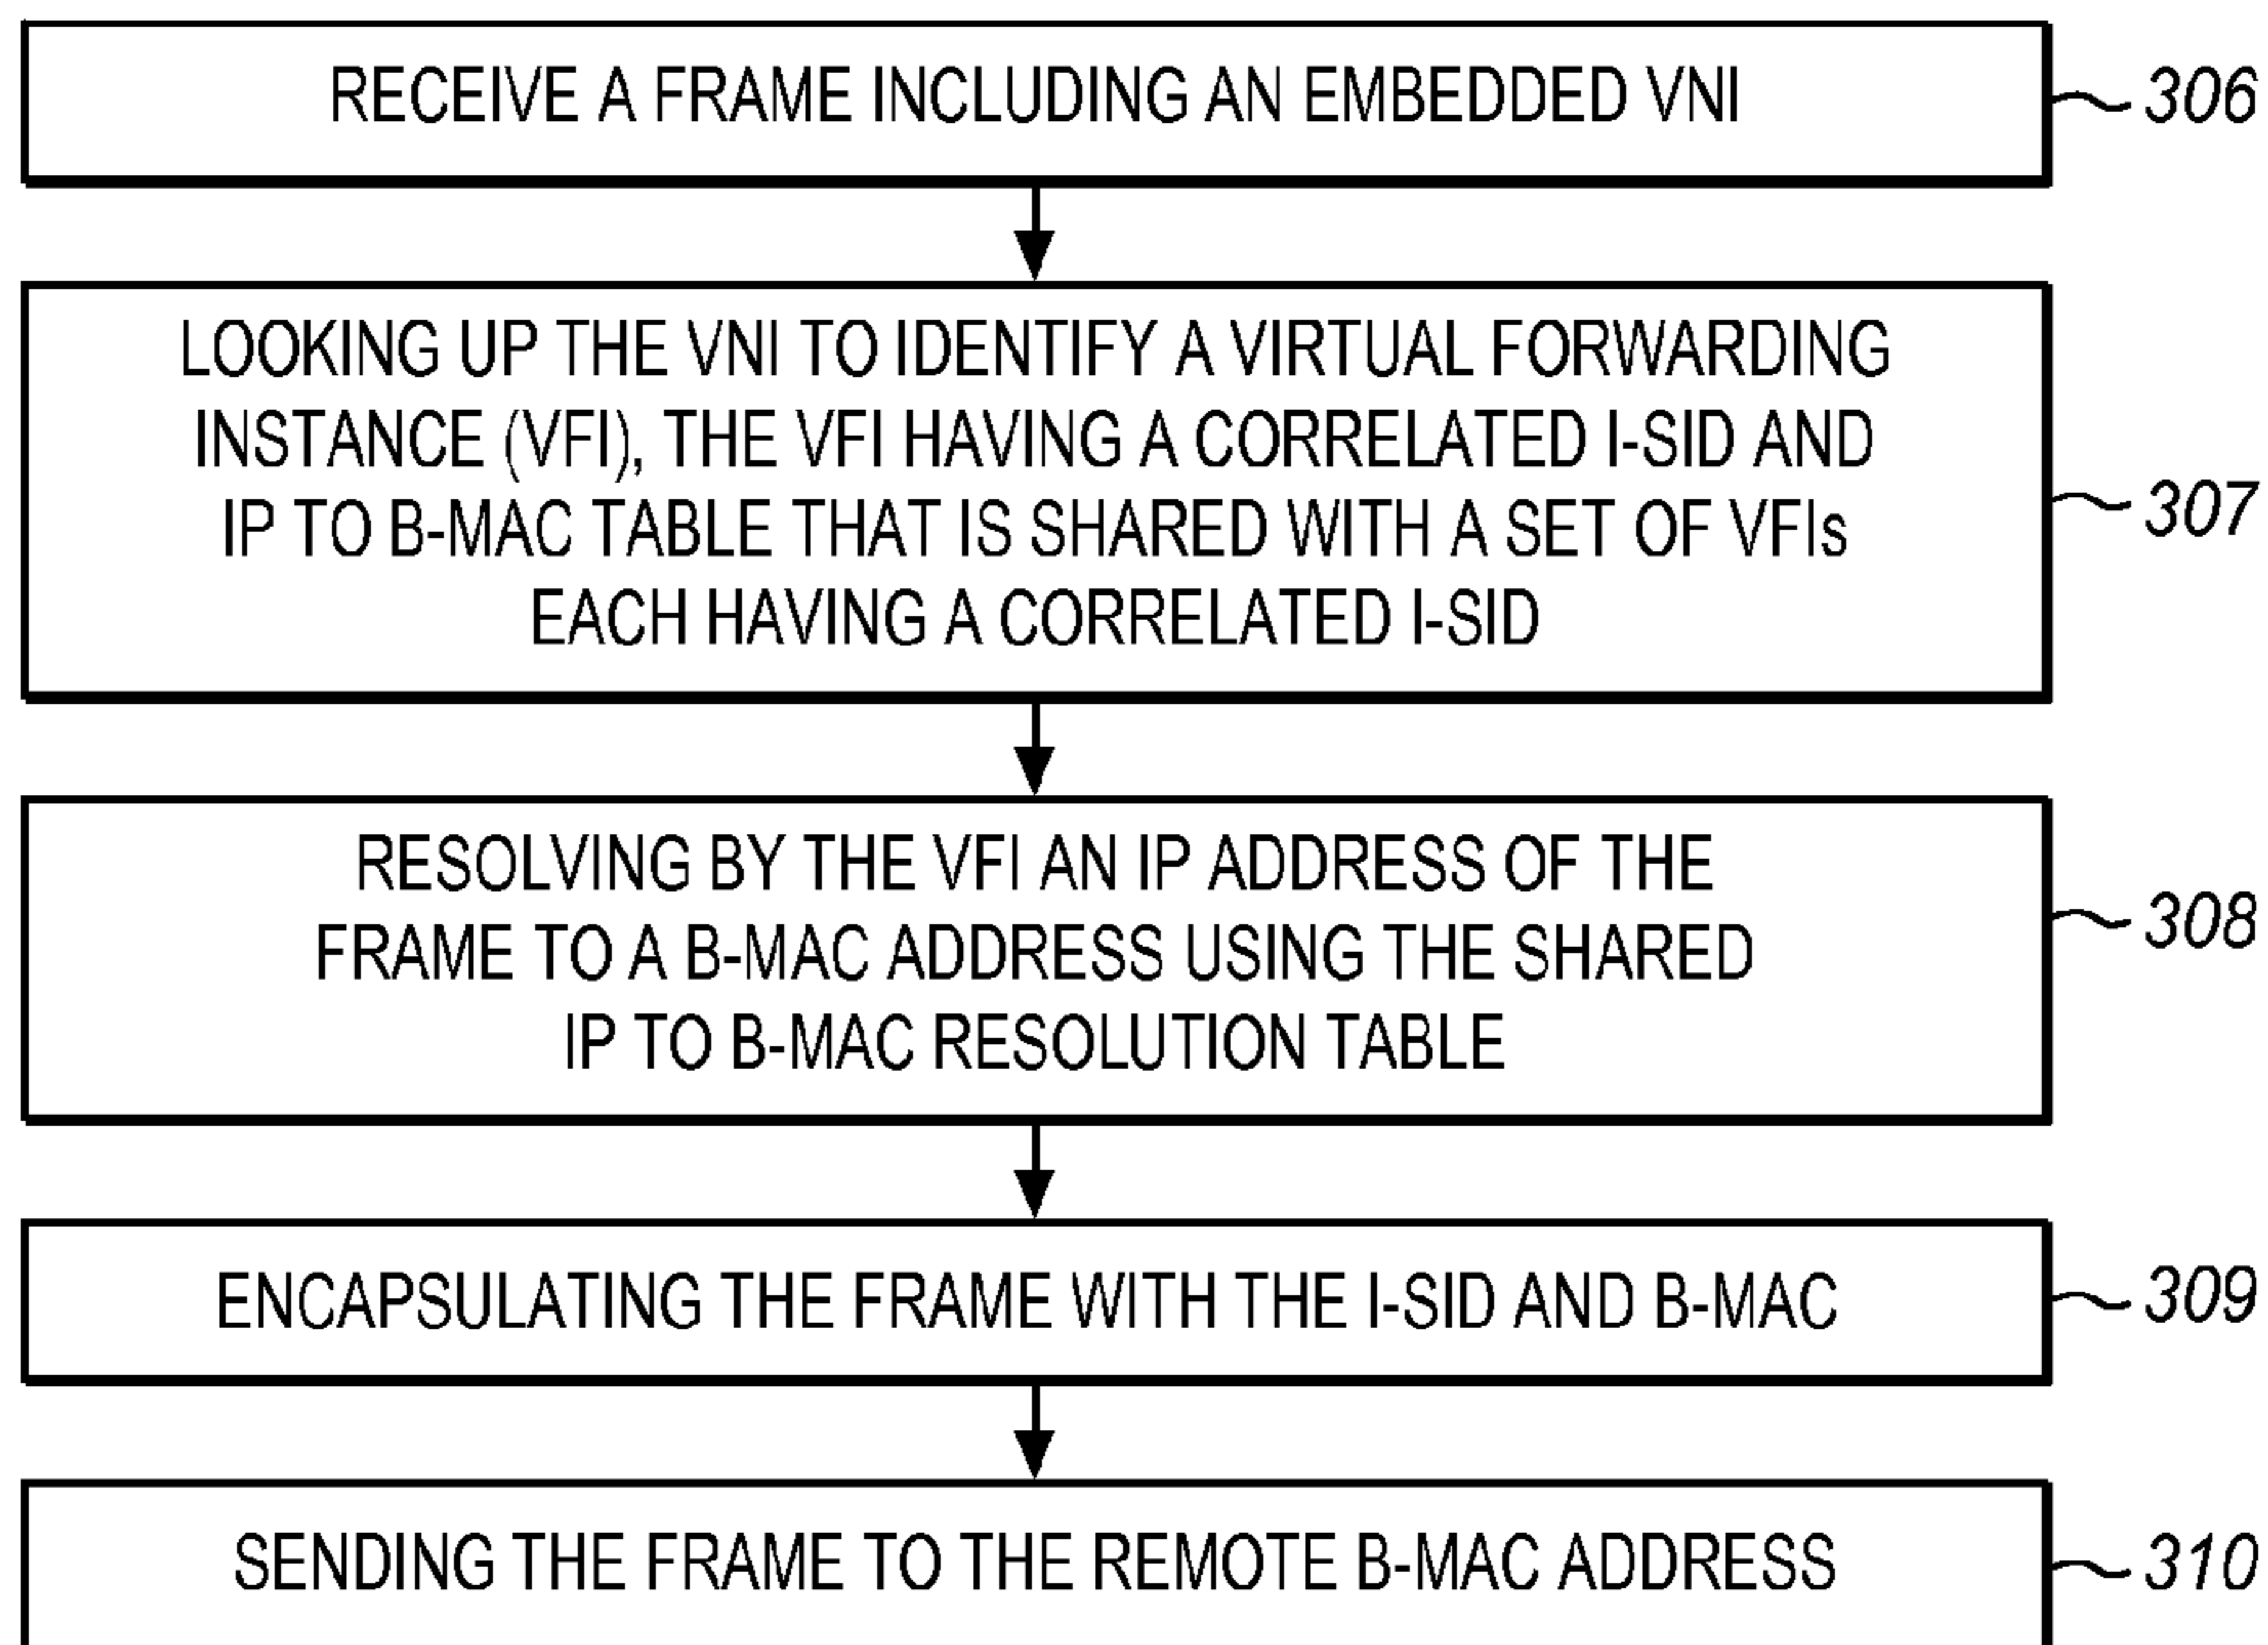 RECEIVE A FRAME INCLUDING AN EMBEDDED VNI
306
LOOKING UP THE VNI TO IDENTIFY A VIRTUAL FORWARDING
INSTANCE (VFI), THE VFI HAVING A CORRELATED I-SID AND
IP TO B-MAC TABLE THAT IS SHARED WITH A SET OF VFIs
EACH HAVING A CORRELATED I-SID
307
RESOLVING BY THE VFI AN IP ADDRESS OF THE
FRAME TO A B-MAC ADDRESS USING THE SHARED
IP TO B-MAC RESOLUTION TABLE
308
ENCAPSULATING THE FRAME WITH THE I-SID AND B-MAC
309
SENDING THE FRAME TO THE REMOTE B-MAC ADDRESS
310